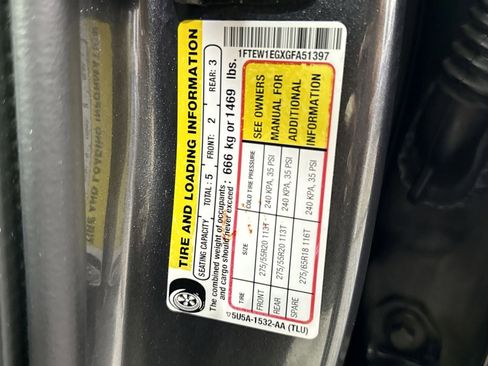 1FTEW1EGXGFA51397
TIRE AND LOADING INFORMATION
SEATING CAPACITY TOTAL: 5 FRONT: 2 REAR: 3
The combined weight of occupants
and cargo should never exceed: 666 kg or 1469 lbs.
TIRE SIZE COLD TIRE PRESSURE
FRONT 275/55R20 113T 240 KPA, 35 PSI
REAR 275/55R20 113T 240 KPA, 35 PSI
SPARE 275/65R18 116T 240 KPA, 35 PSI
SEE OWNERS
MANUAL FOR
ADDITIONAL
INFORMATION
5U5A-1532-AA (TLU)